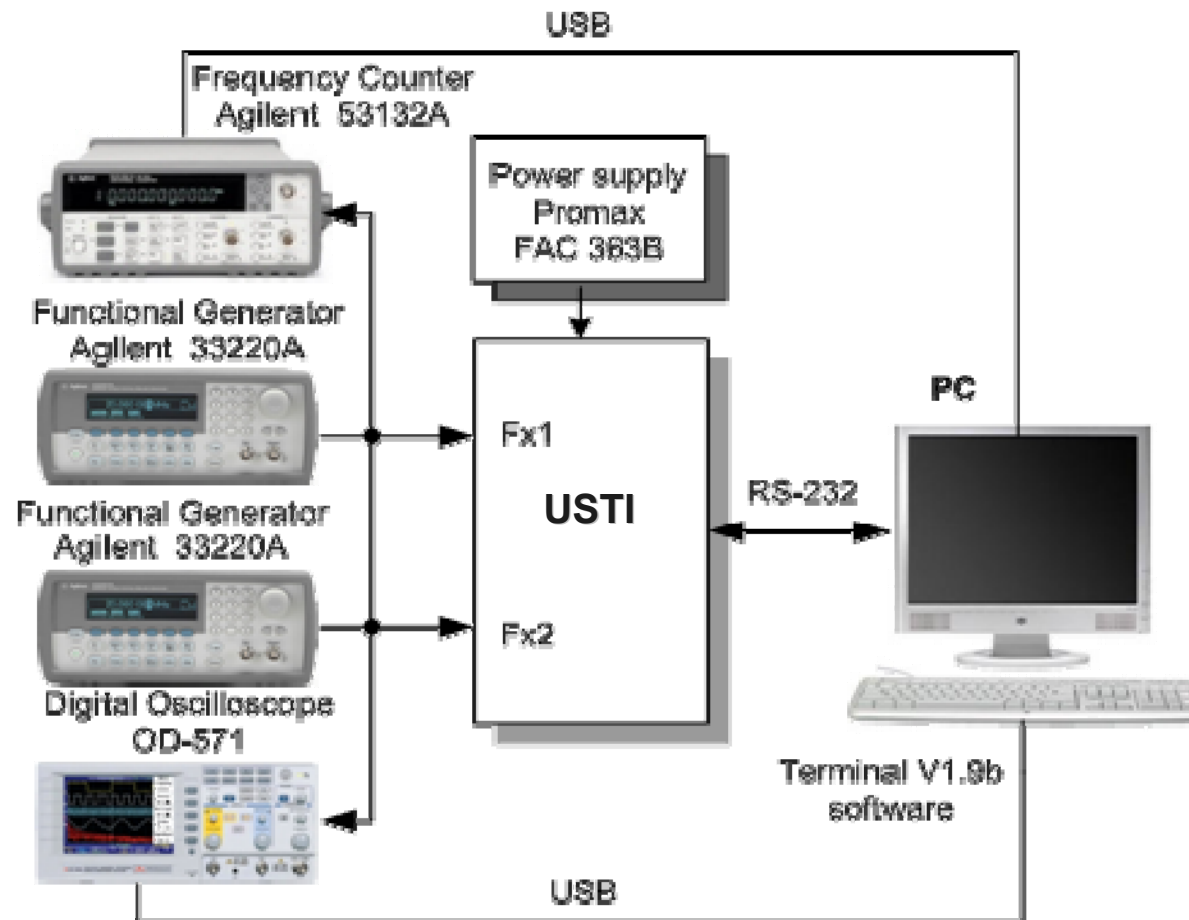 USB
Frequency Counter
Agilent 53132A
Power supply
Promax
FAC 363B
Functional Generator
Agilent 33220A
Fx1
PC
USTI
RS-232
Functional Generator
Agilent 33220A
Fx2
Digital Oscilloscope
OD-571
Terminal V1.9b
software
USB